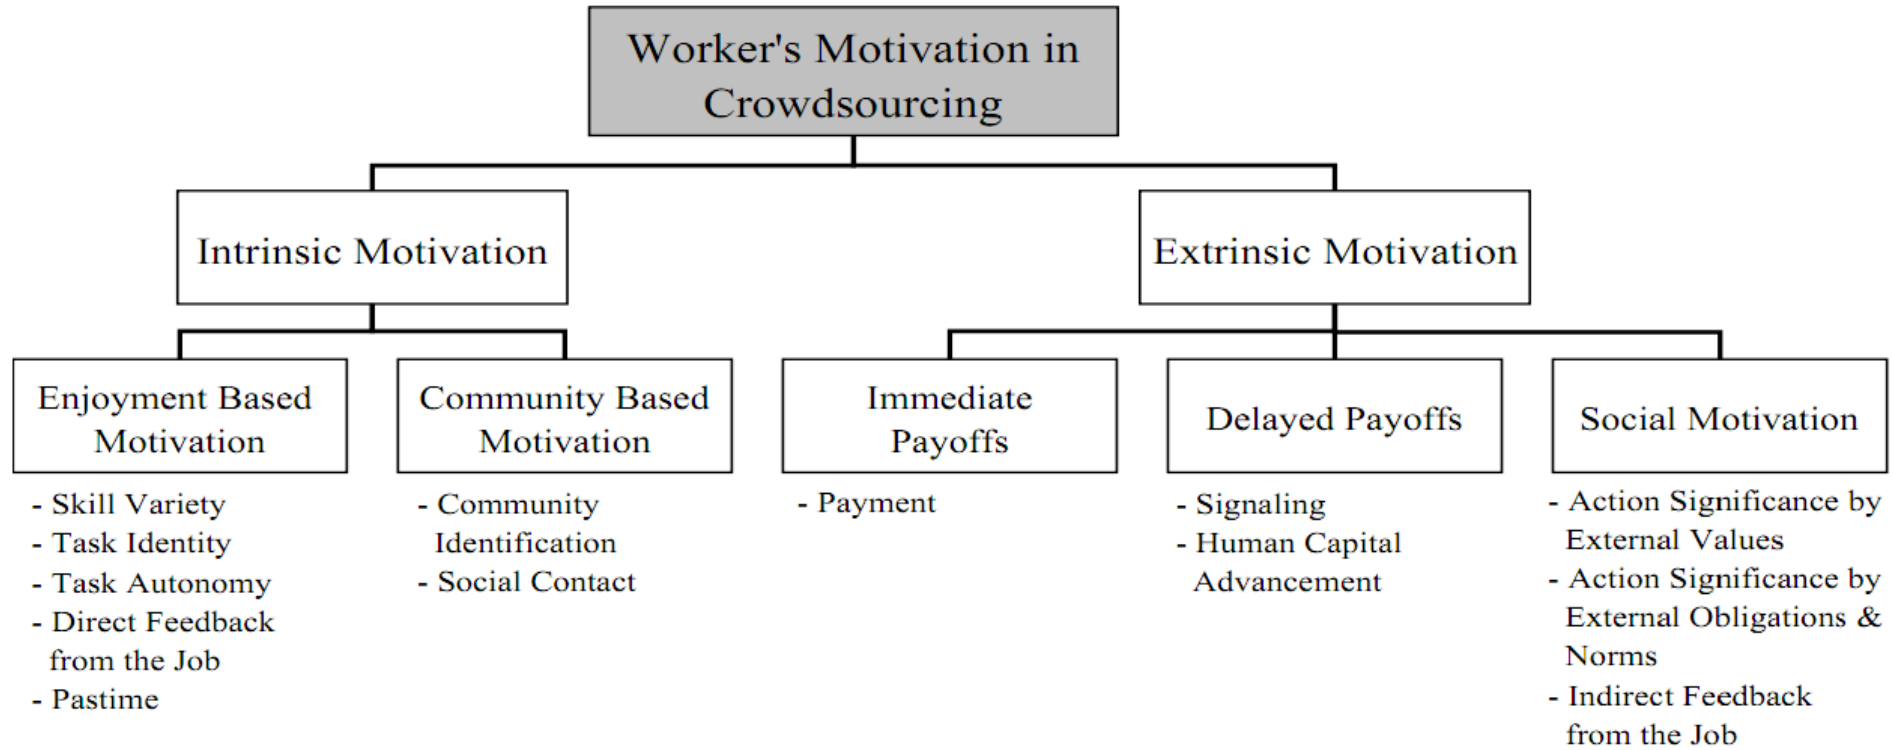 Worker's Motivation in
Crowdsourcing
Intrinsic Motivation
Extrinsic Motivation
Enjoyment Based
Motivation
- Skill Variety
- Task Identity
- Task Autonomy
- Direct Feedback
from the Job
- Pastime
Community Based
Motivation
- Community
Identification
- Social Contact
Immediate
Payoffs
- Payment
Delayed Payoffs
- Signaling
- Human Capital
Advancement
Social Motivation
- Action Significance by
External Values
- Action Significance by
External Obligations &
Norms
- Indirect Feedback
from the Job